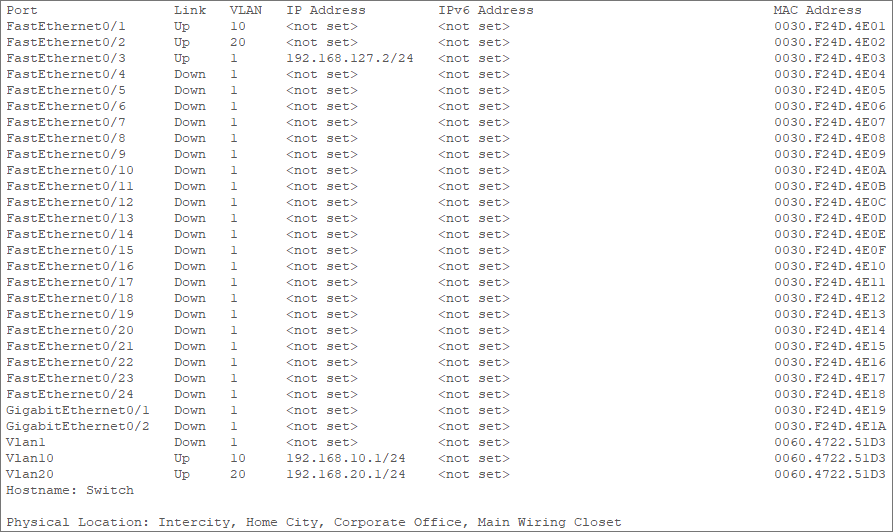 Port Link VLAN IP Address IPv6 Address MAC Address
FastEthernet0/1 Up 10 <not set> <not set> 0030.F24D.4E01
FastEthernet0/2 Up 20 <not set> <not set> 0030.F24D.4E02
FastEthernet0/3 Up 1 192.168.127.2/24 <not set> 0030.F24D.4E03
FastEthernet0/4 Down 1 <not set> <not set> 0030.F24D.4E04
FastEthernet0/5 Down 1 <not set> <not set> 0030.F24D.4E05
FastEthernet0/6 Down 1 <not set> <not set> 0030.F24D.4E06
FastEthernet0/7 Down 1 <not set> <not set> 0030.F24D.4E07
FastEthernet0/8 Down 1 <not set> <not set> 0030.F24D.4E08
FastEthernet0/9 Down 1 <not set> <not set> 0030.F24D.4E09
FastEthernet0/10 Down 1 <not set> <not set> 0030.F24D.4E0A
FastEthernet0/11 Down 1 <not set> <not set> 0030.F24D.4E0B
FastEthernet0/12 Down 1 <not set> <not set> 0030.F24D.4E0C
FastEthernet0/13 Down 1 <not set> <not set> 0030.F24D.4E0D
FastEthernet0/14 Down 1 <not set> <not set> 0030.F24D.4E0E
FastEthernet0/15 Down 1 <not set> <not set> 0030.F24D.4E0F
FastEthernet0/16 Down 1 <not set> <not set> 0030.F24D.4E10
FastEthernet0/17 Down 1 <not set> <not set> 0030.F24D.4E11
FastEthernet0/18 Down 1 <not set> <not set> 0030.F24D.4E12
FastEthernet0/19 Down 1 <not set> <not set> 0030.F24D.4E13
FastEthernet0/20 Down 1 <not set> <not set> 0030.F24D.4E14
FastEthernet0/21 Down 1 <not set> <not set> 0030.F24D.4E15
FastEthernet0/22 Down 1 <not set> <not set> 0030.F24D.4E16
FastEthernet0/23 Down 1 <not set> <not set> 0030.F24D.4E17
FastEthernet0/24 Down 1 <not set> <not set> 0030.F24D.4E18
GigabitEthernet0/1 Down 1 <not set> <not set> 0030.F24D.4E19
GigabitEthernet0/2 Down 1 <not set> <not set> 0030.F24D.4E1A
Vlan1 Down 1 <not set> <not set> 0060.4722.51D3
Vlan10 Up 10 192.168.10.1/24 <not set> 0060.4722.51D3
Vlan20 Up 20 192.168.20.1/24 <not set> 0060.4722.51D3
Hostname: Switch
Physical Location: Intercity, Home City, Corporate Office, Main Wiring Closet